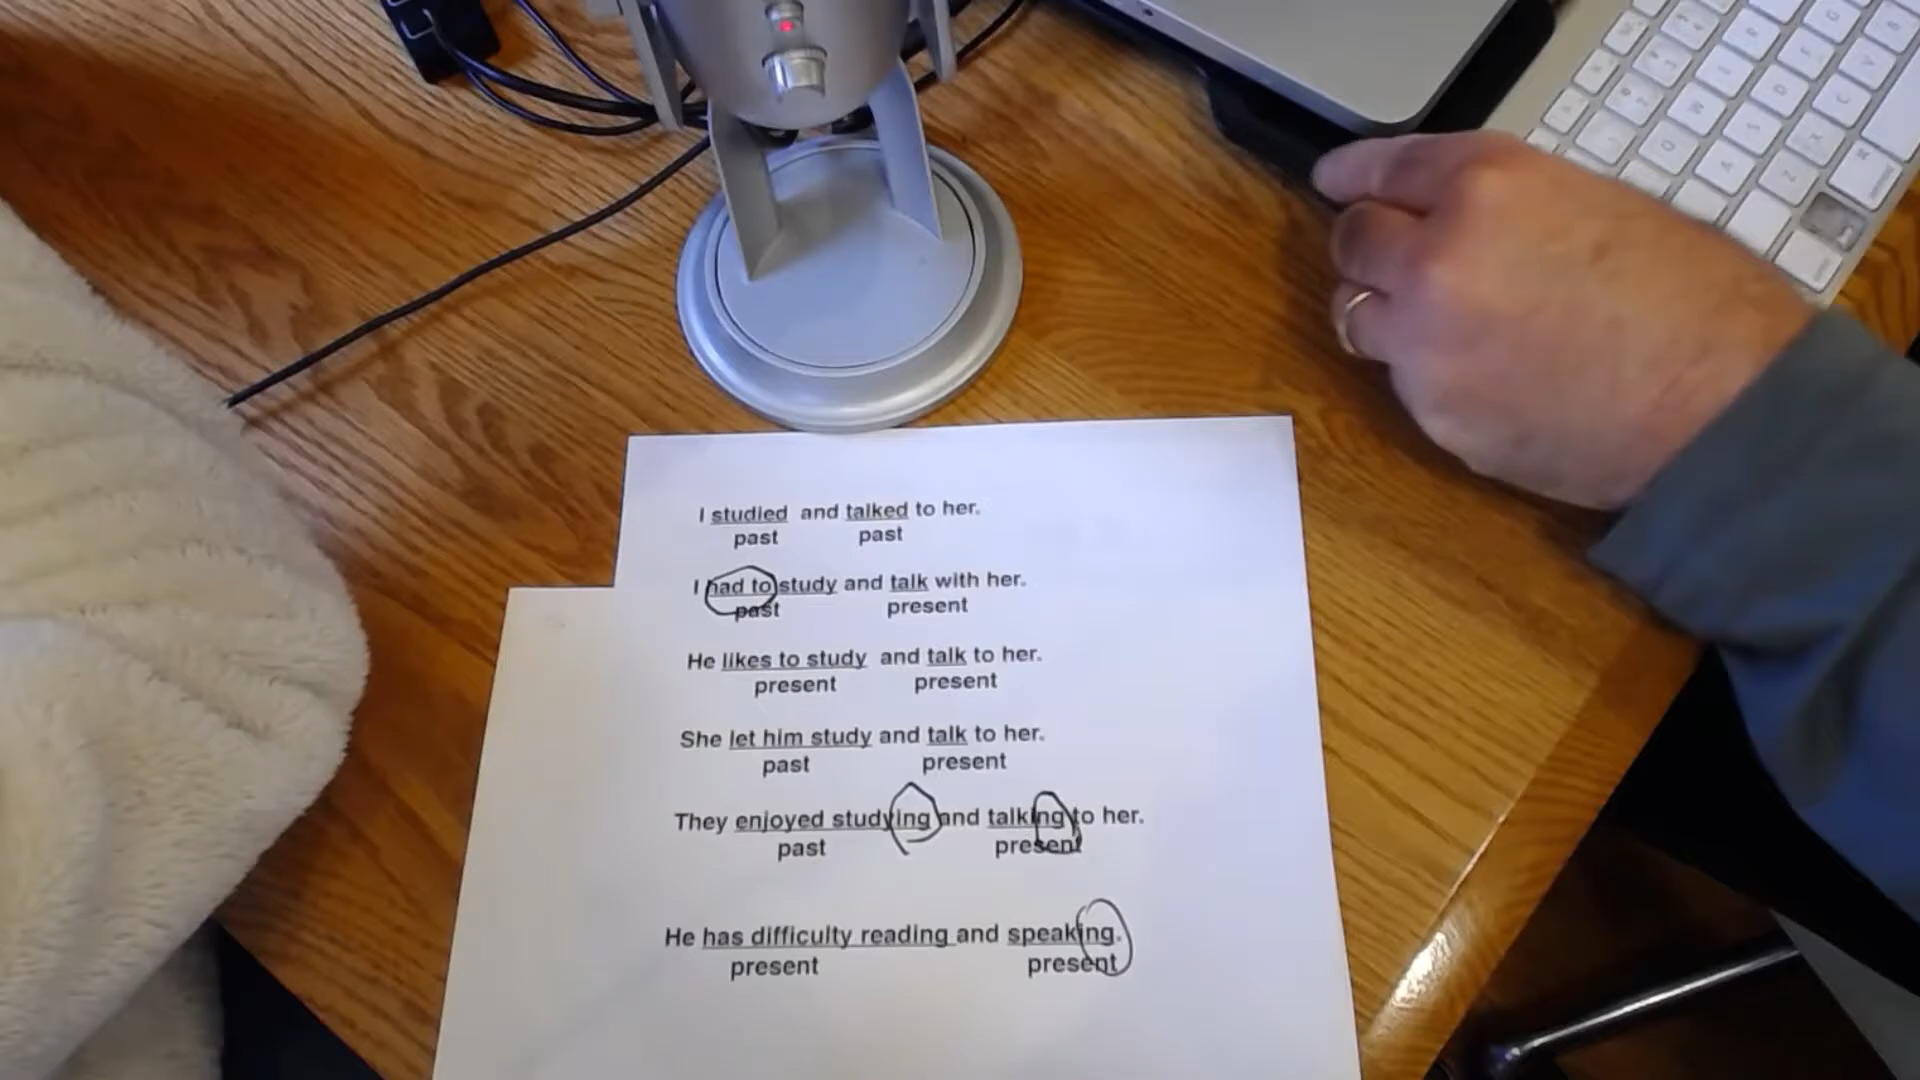 I studied and talked to her.
past past
I had to study and talk with her.
past present
He likes to study and talk to her.
present present
She let him study and talk to her.
past present
They enjoyed studying and talking to her.
past present
He has difficulty reading and speaking.
present present